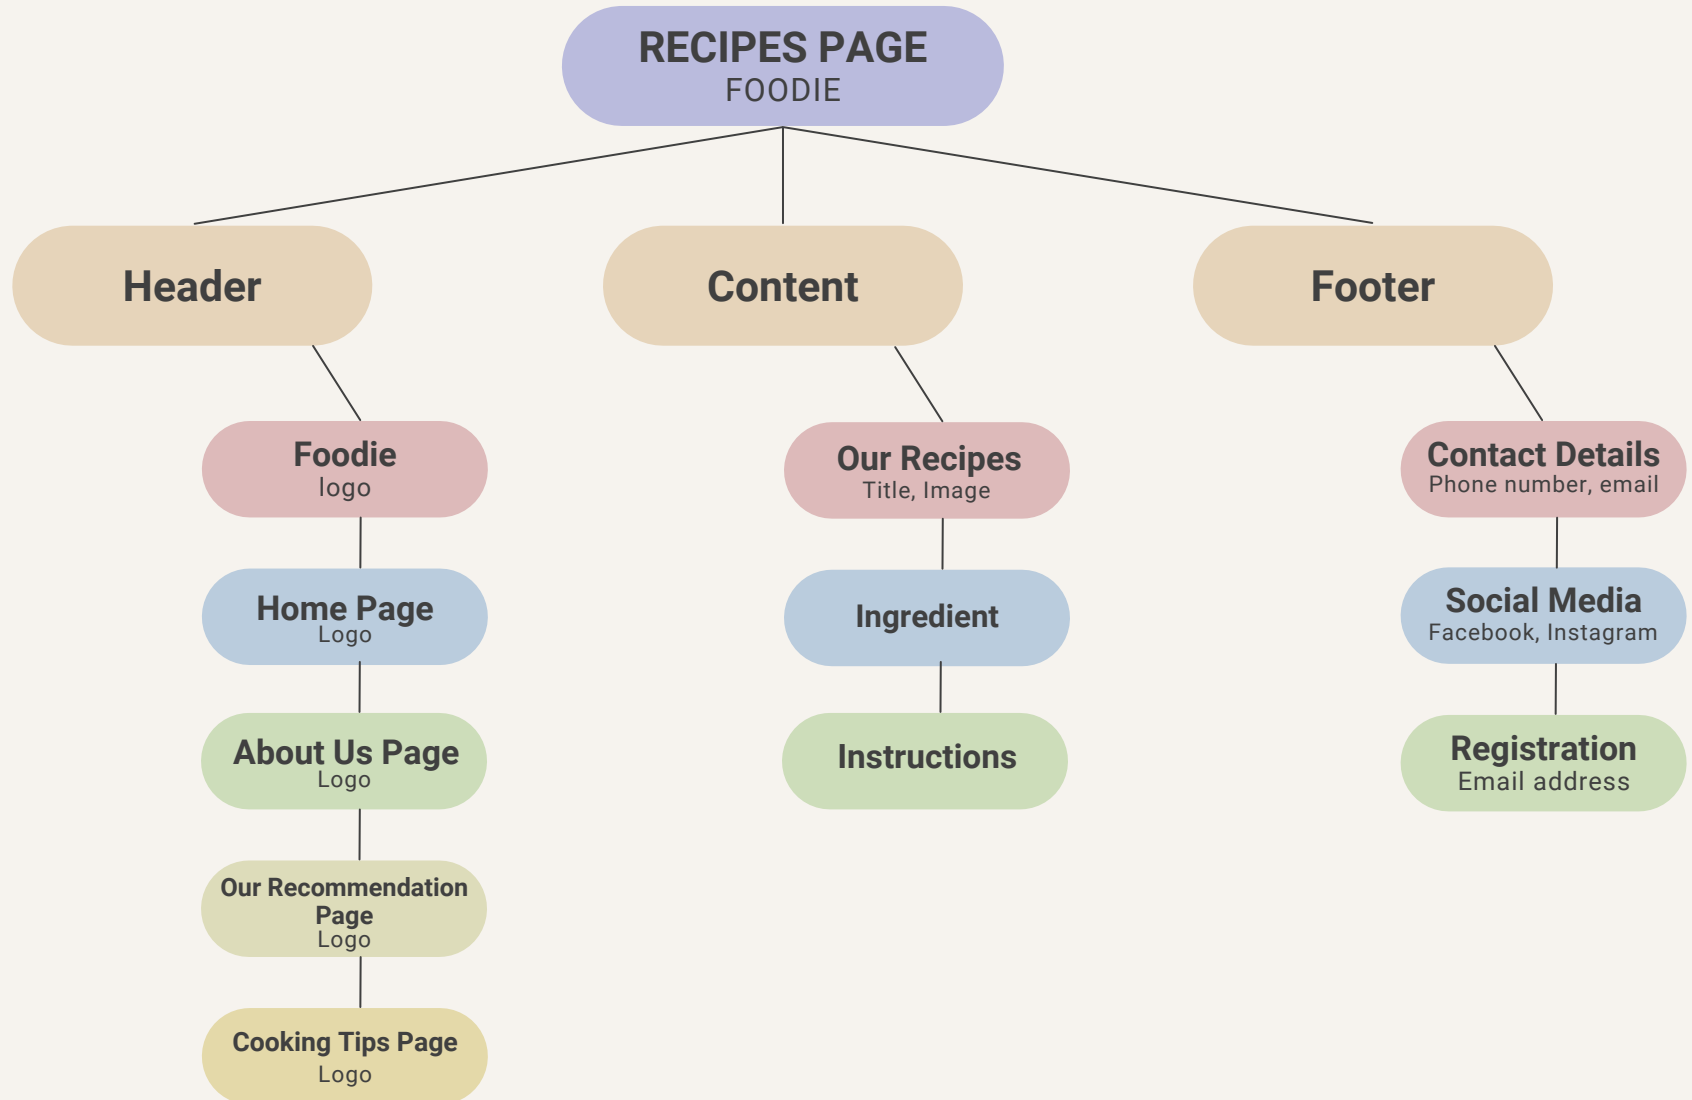 RECIPES PAGE
FOODIE
Header
Content
Footer
Foodie
logo
Home Page
Logo
About Us Page
Logo
Our Recommendation
Page
Logo
Cooking Tips Page
Logo
Our Recipes
Title, Image
Ingredient
Instructions
Contact Details
Phone number, email
Social Media
Facebook, Instagram
Registration
Email address